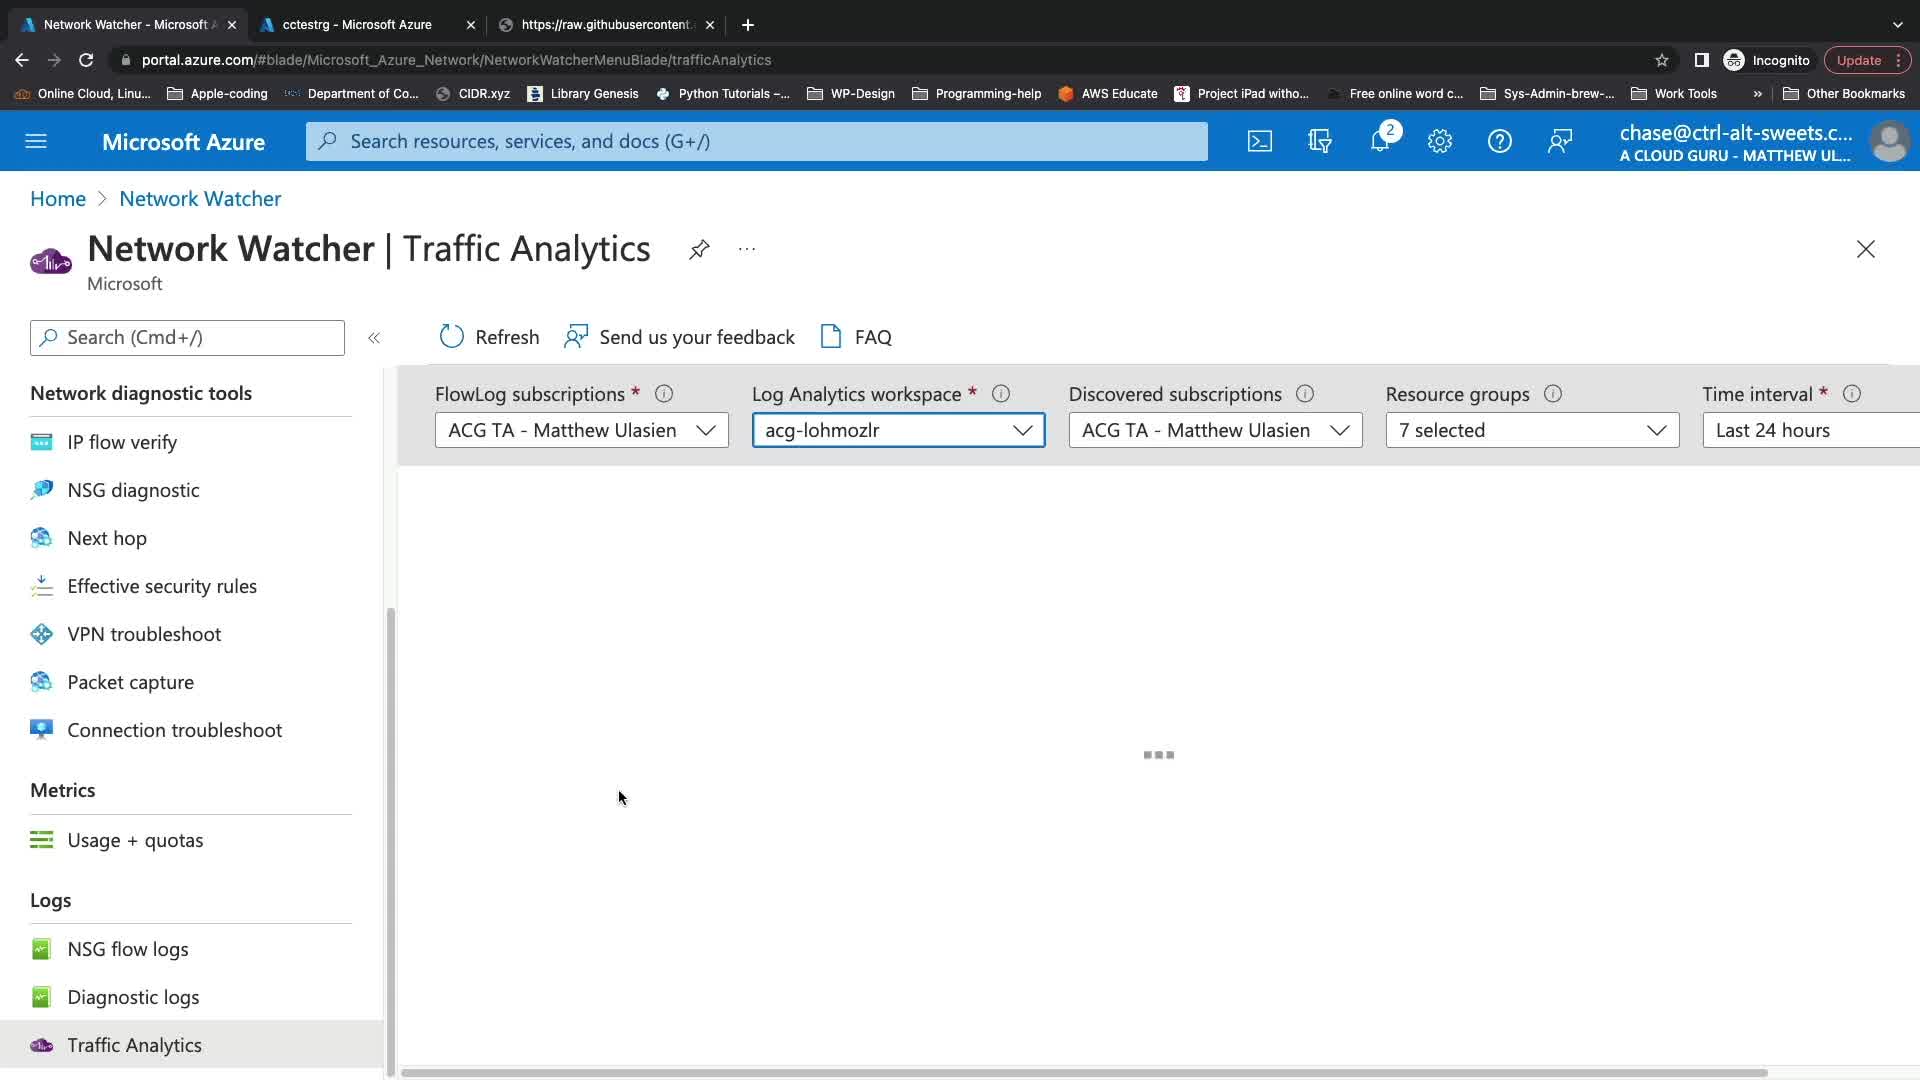 Network Watcher - Microsoft A
cctestrg - Microsoft Azure
https://raw.githubusercontent.
portal.azure.com/#blade/Microsoft_Azure_Network/NetworkWatcherMenuBlade/trafficAnalytics
Incognito
Update
Online Cloud, Linu...
Apple-coding
Department of Co...
CIDR.xyz
Library Genesis
Python Tutorials –...
WP-Design
Programming-help
AWS Educate
Project iPad witho...
Free online word c...
Sys-Admin-brew-...
Work Tools
»
Other Bookmarks
Microsoft Azure
Search resources, services, and docs (G+/)
2
chase@ctrl-alt-sweets.c...
A CLOUD GURU - MATTHEW UL...
Home > Network Watcher
Network Watcher | Traffic Analytics
...
Microsoft
Search (Cmd+/)
«
Refresh
Send us your feedback
FAQ
Network diagnostic tools
IP flow verify
NSG diagnostic
Next hop
Effective security rules
VPN troubleshoot
Packet capture
Connection troubleshoot
Metrics
Usage + quotas
Logs
NSG flow logs
Diagnostic logs
Traffic Analytics
FlowLog subscriptions *
ACG TA - Matthew Ulasien
Log Analytics workspace *
acg-lohmozlr
Discovered subscriptions
ACG TA - Matthew Ulasien
Resource groups
7 selected
Time interval *
Last 24 hours